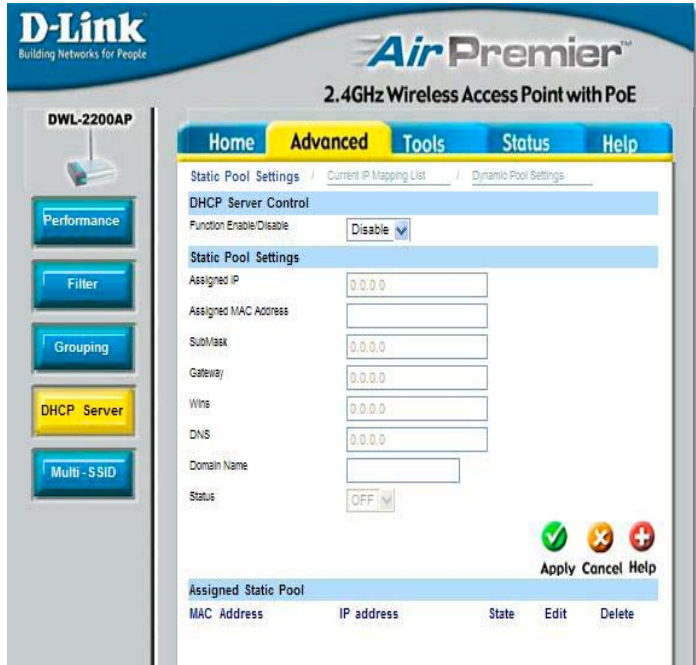 D-Link
Building Networks for People
Air Premier™
2.4GHz Wireless Access Point with PoE
DWL-2200AP
Home Advanced Tools Status Help
Static Pool Settings / Current IP Mapping List / Dynamic Pool Settings
DHCP Server Control
Function Enable/Disable Disable
Static Pool Settings
Assigned IP 0.0.0.0
Assigned MAC Address
SubMask 0.0.0.0
Gateway 0.0.0.0
Wins 0.0.0.0
DNS 0.0.0.0
Domain Name
Status OFF
Apply Cancel Help
Assigned Static Pool
MAC Address IP address State Edit Delete
Performance
Filter
Grouping
DHCP Server
Multi-SSID